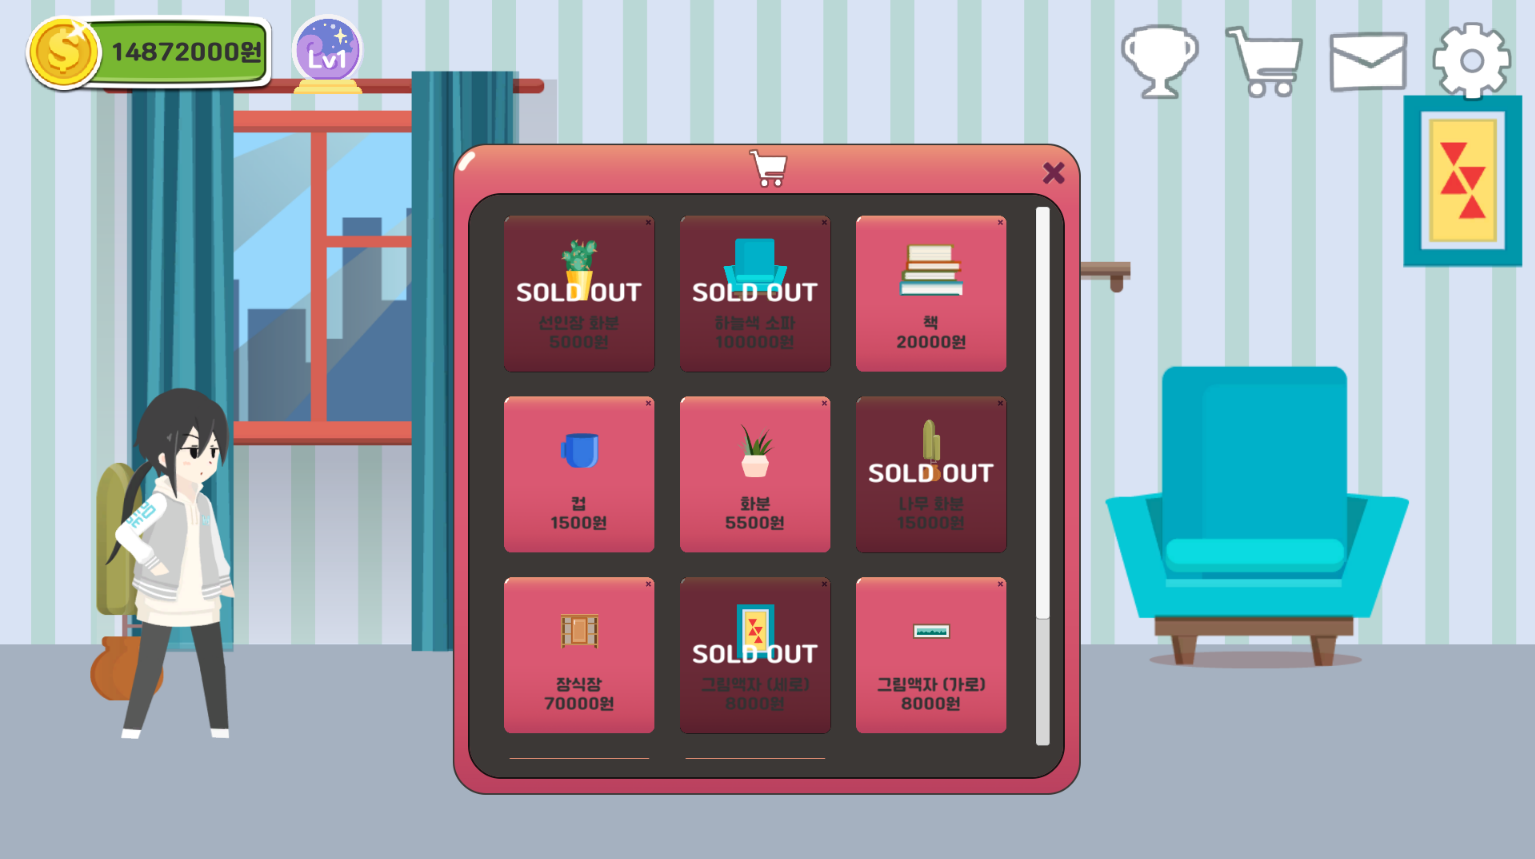 14872000원
Lv1
SOLD OUT
선인장 화분
5000원
SOLD OUT
하늘색 소파
100000원
책
20000원
컵
1500원
화분
5500원
SOLD OUT
나무 화분
15000원
장식장
70000원
SOLD OUT
그림액자 (세로)
8000원
그림액자 (가로)
8000원